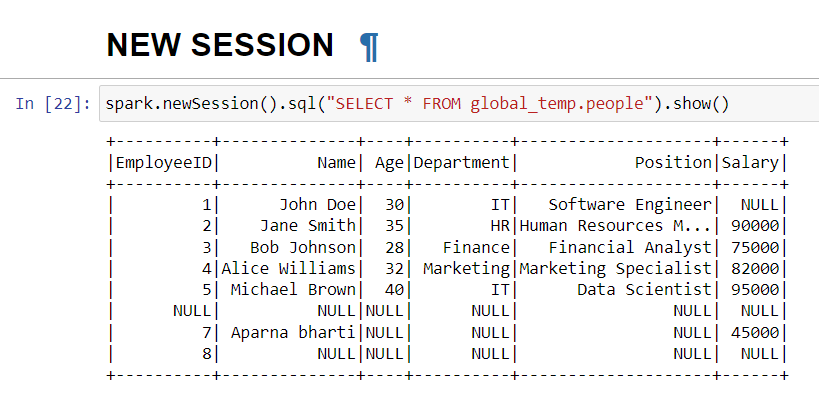 NEW SESSION ¶
In [22]: spark.newSession().sql("SELECT * FROM global_temp.people").show()
+----------+--------------+----+----------+--------------------+------+
|EmployeeID|          Name| Age|Department|            Position|Salary|
+----------+--------------+----+----------+--------------------+------+
|         1|      John Doe|  30|        IT|   Software Engineer|  NULL|
|         2|    Jane Smith|  35|        HR|Human Resources M...| 90000|
|         3|   Bob Johnson|  28|   Finance|   Financial Analyst| 75000|
|         4|Alice Williams|  32| Marketing|Marketing Specialist| 82000|
|         5| Michael Brown|  40|        IT|      Data Scientist| 95000|
|      NULL|          NULL|NULL|      NULL|                NULL|  NULL|
|         7| Aparna bharti|NULL|      NULL|                NULL| 45000|
|         8|          NULL|NULL|      NULL|                NULL|  NULL|
+----------+--------------+----+----------+--------------------+------+